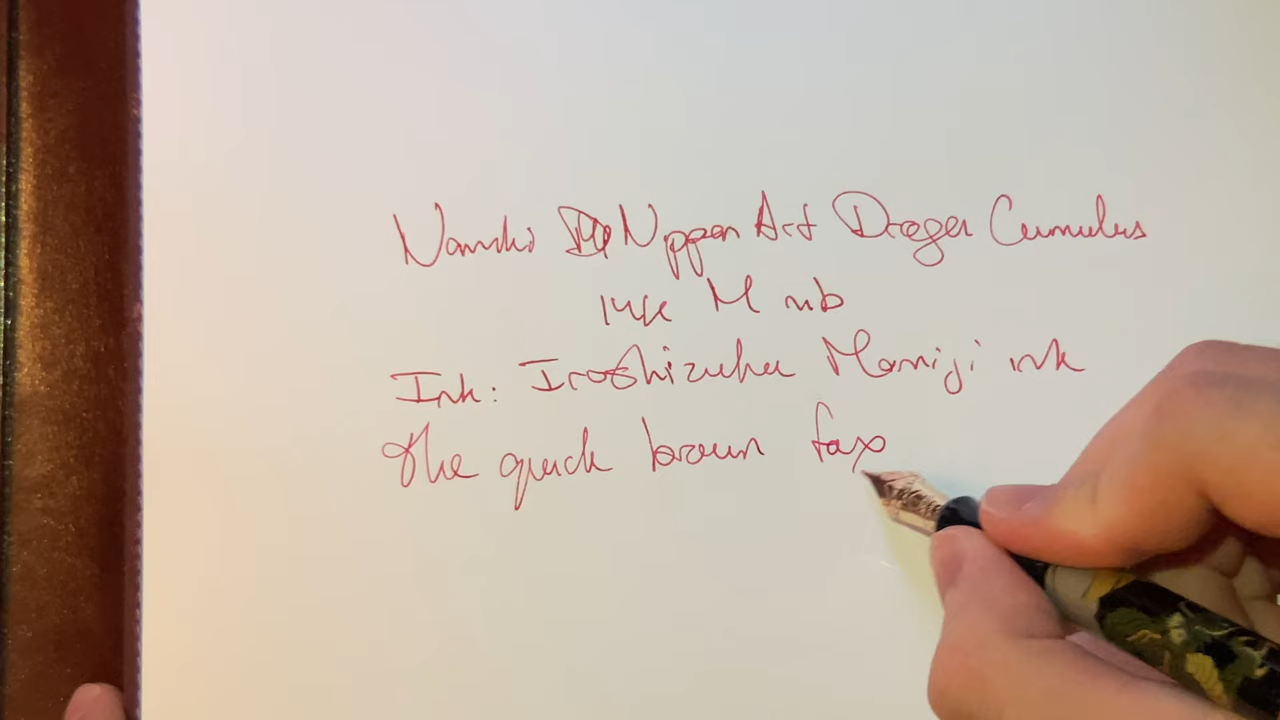 Namiki Nippon Art Dragon Cumulus
14k M nib
Ink: Iroshizuku Momiji ink
The quick brown fox